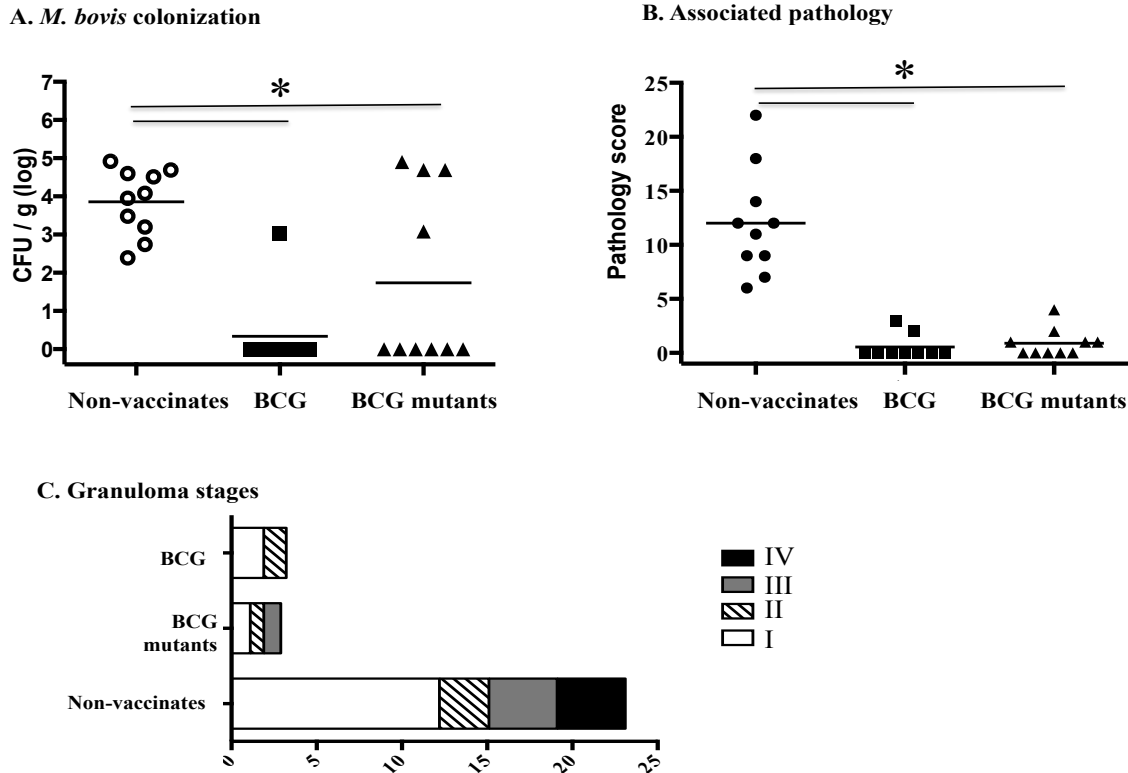 A. M. bovis colonization
*
7
6
5
4
3
2
1
0
CFU / g (log)
Non-vaccinates BCG BCG mutants
B. Associated pathology
*
25
20
15
10
5
0
Pathology score
Non-vaccinates BCG BCG mutants
C. Granuloma stages
BCG
BCG
mutants
Non-vaccinates
0 5 10 15 20 25
IV
III
II
I